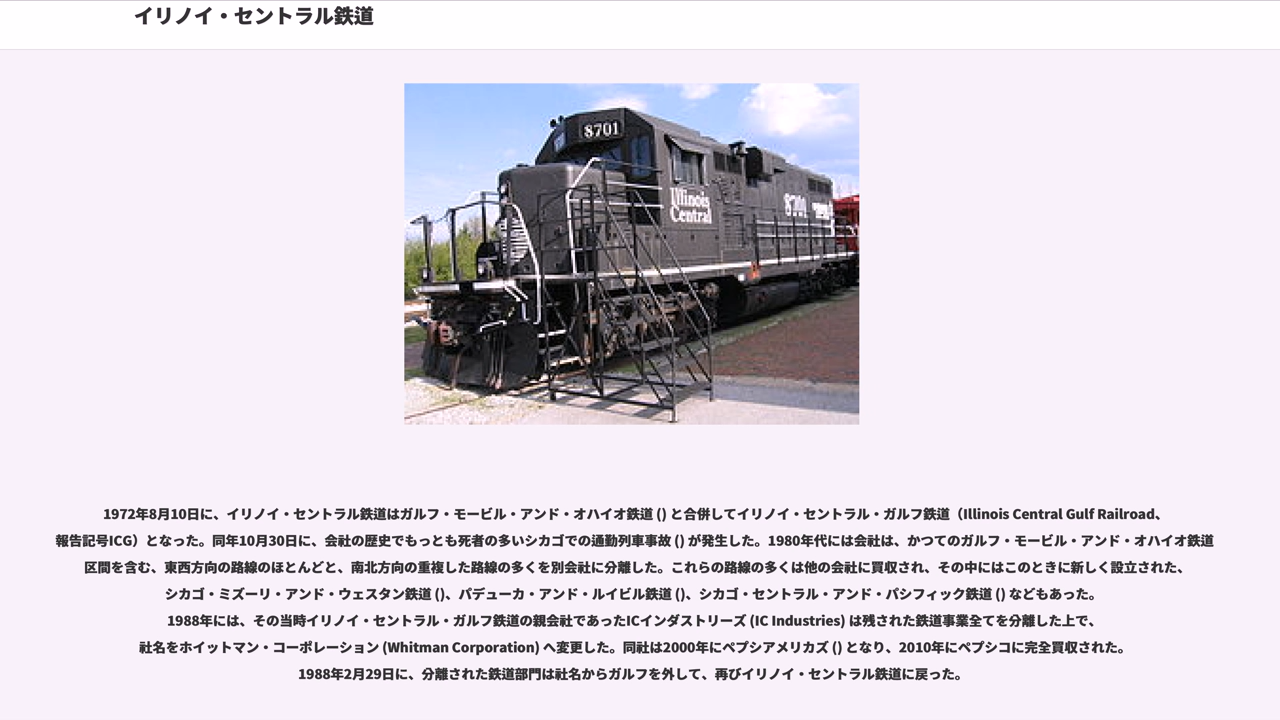 イリノイ・セントラル鉄道
8701
Illinois
Central
8701
1972年8月10日に、イリノイ・セントラル鉄道はガルフ・モービル・アンド・オハイオ鉄道 () と合併してイリノイ・セントラル・ガルフ鉄道（Illinois Central Gulf Railroad、
報告記号ICG）となった。同年10月30日に、会社の歴史でもっとも死者の多いシカゴでの通勤列車事故 () が発生した。1980年代には会社は、かつてのガルフ・モービル・アンド・オハイオ鉄道
区間を含む、東西方向の路線のほとんどと、南北方向の重複した路線の多くを別会社に分離した。これらの路線の多くは他の会社に買収され、その中にはこのときに新しく設立された、
シカゴ・ミズーリ・アンド・ウェスタン鉄道 ()、パデューカ・アンド・ルイビル鉄道 ()、シカゴ・セントラル・アンド・パシフィック鉄道 () などもあった。
1988年には、その当時イリノイ・セントラル・ガルフ鉄道の親会社であったICインダストリーズ (IC Industries) は残された鉄道事業全てを分離した上で、
社名をホイットマン・コーポレーション (Whitman Corporation) へ変更した。同社は2000年にペプシアメリカズ () となり、2010年にペプシコに完全買収された。
1988年2月29日に、分離された鉄道部門は社名からガルフを外して、再びイリノイ・セントラル鉄道に戻った。